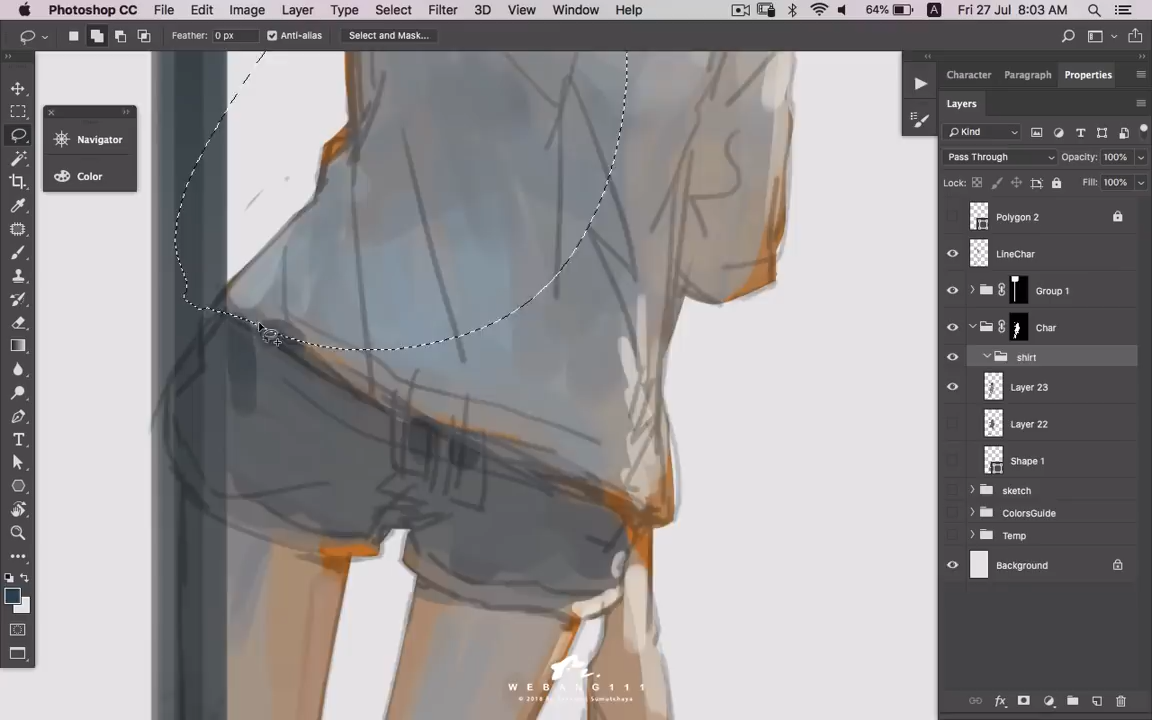 Photoshop CC File Edit Image Layer Type Select Filter 3D View Window Help 64% A Fri 27 Jul 8:03 AM
Feather: 0 px Anti-alias Select and Mask...
Navigator
Color
Character Paragraph Properties
Layers
Kind
Pass Through Opacity: 100%
Lock: Fill: 100%
Polygon 2
LineChar
Group 1
Char
shirt
Layer 23
Layer 22
Shape 1
sketch
ColorsGuide
Temp
Background
WEBANG111